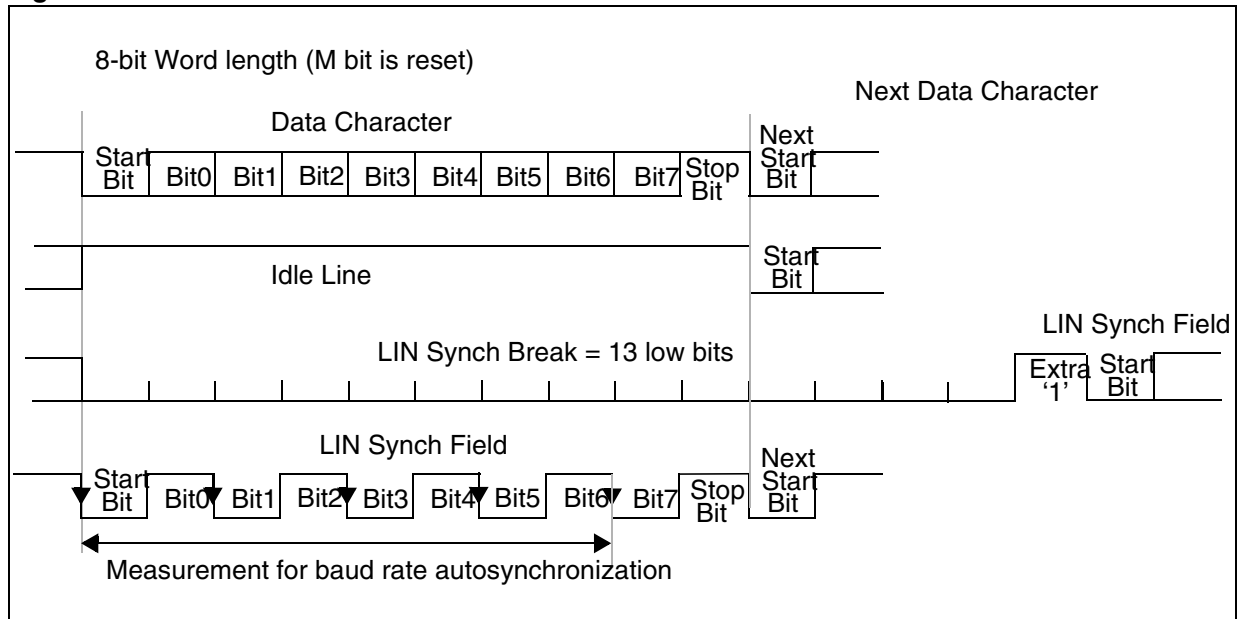 8-bit Word length (M bit is reset)
Next Data Character
Data Character
Start Bit
Bit0
Bit1
Bit2
Bit3
Bit4
Bit5
Bit6
Bit7
Stop Bit
Next Start Bit
Idle Line
Start Bit
LIN Synch Field
LIN Synch Break = 13 low bits
Extra '1'
Start Bit
LIN Synch Field
Start Bit
Bit0
Bit1
Bit2
Bit3
Bit4
Bit5
Bit6
Bit7
Stop Bit
Next Start Bit
Measurement for baud rate autosynchronization